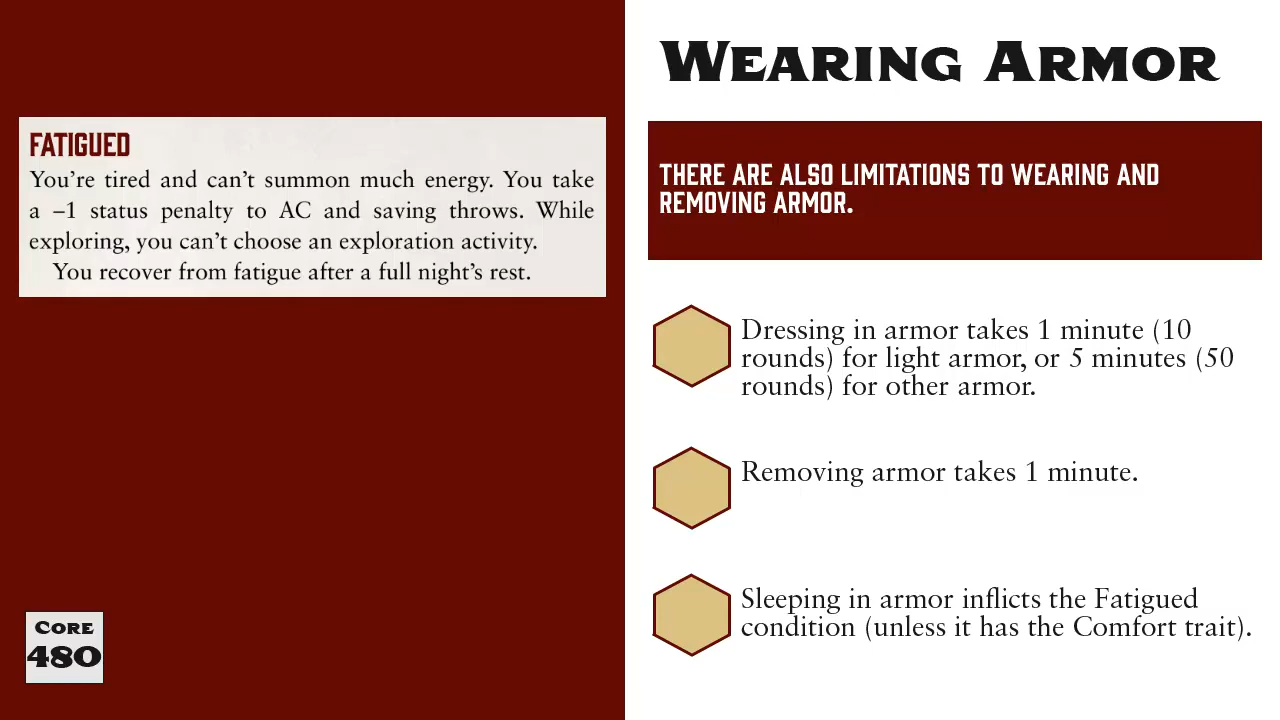 FATIGUED
You’re tired and can’t summon much energy. You take
a –1 status penalty to AC and saving throws. While
exploring, you can’t choose an exploration activity.
You recover from fatigue after a full night’s rest.
CORE
480
WEARING ARMOR
THERE ARE ALSO LIMITATIONS TO WEARING AND
REMOVING ARMOR.
Dressing in armor takes 1 minute (10
rounds) for light armor, or 5 minutes (50
rounds) for other armor.
Removing armor takes 1 minute.
Sleeping in armor inflicts the Fatigued
condition (unless it has the Comfort trait).